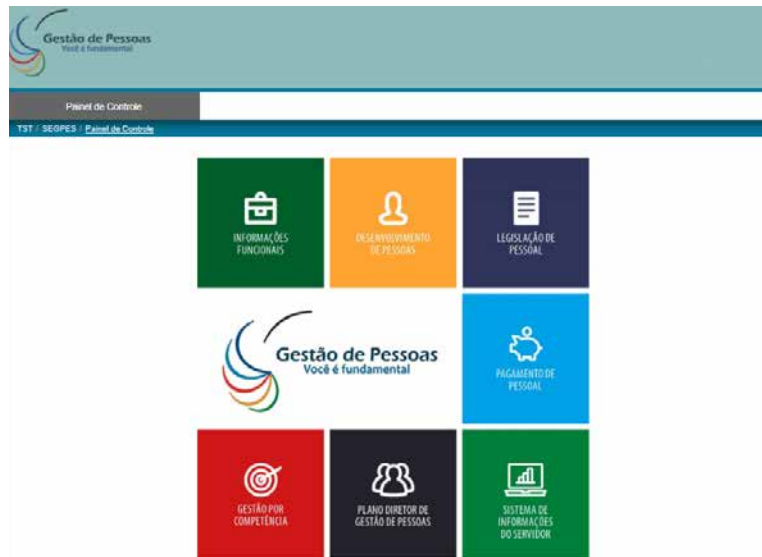 Gestão de Pessoas
Você é fundamental
Painel de Controle
TST / SEGPES / Painel de Controle
INFORMAÇÕES
FUNCIONAIS
DESENVOLVIMENTO
DE PESSOAS
LEGISLAÇÃO DE
PESSOAL
Gestão de Pessoas
Você é fundamental
PAGAMENTO DE
PESSOAL
GESTÃO POR
COMPETÊNCIA
PLANO DIRETOR DE
GESTÃO DE PESSOAS
SISTEMA DE
INFORMAÇÕES
DO SERVIDOR